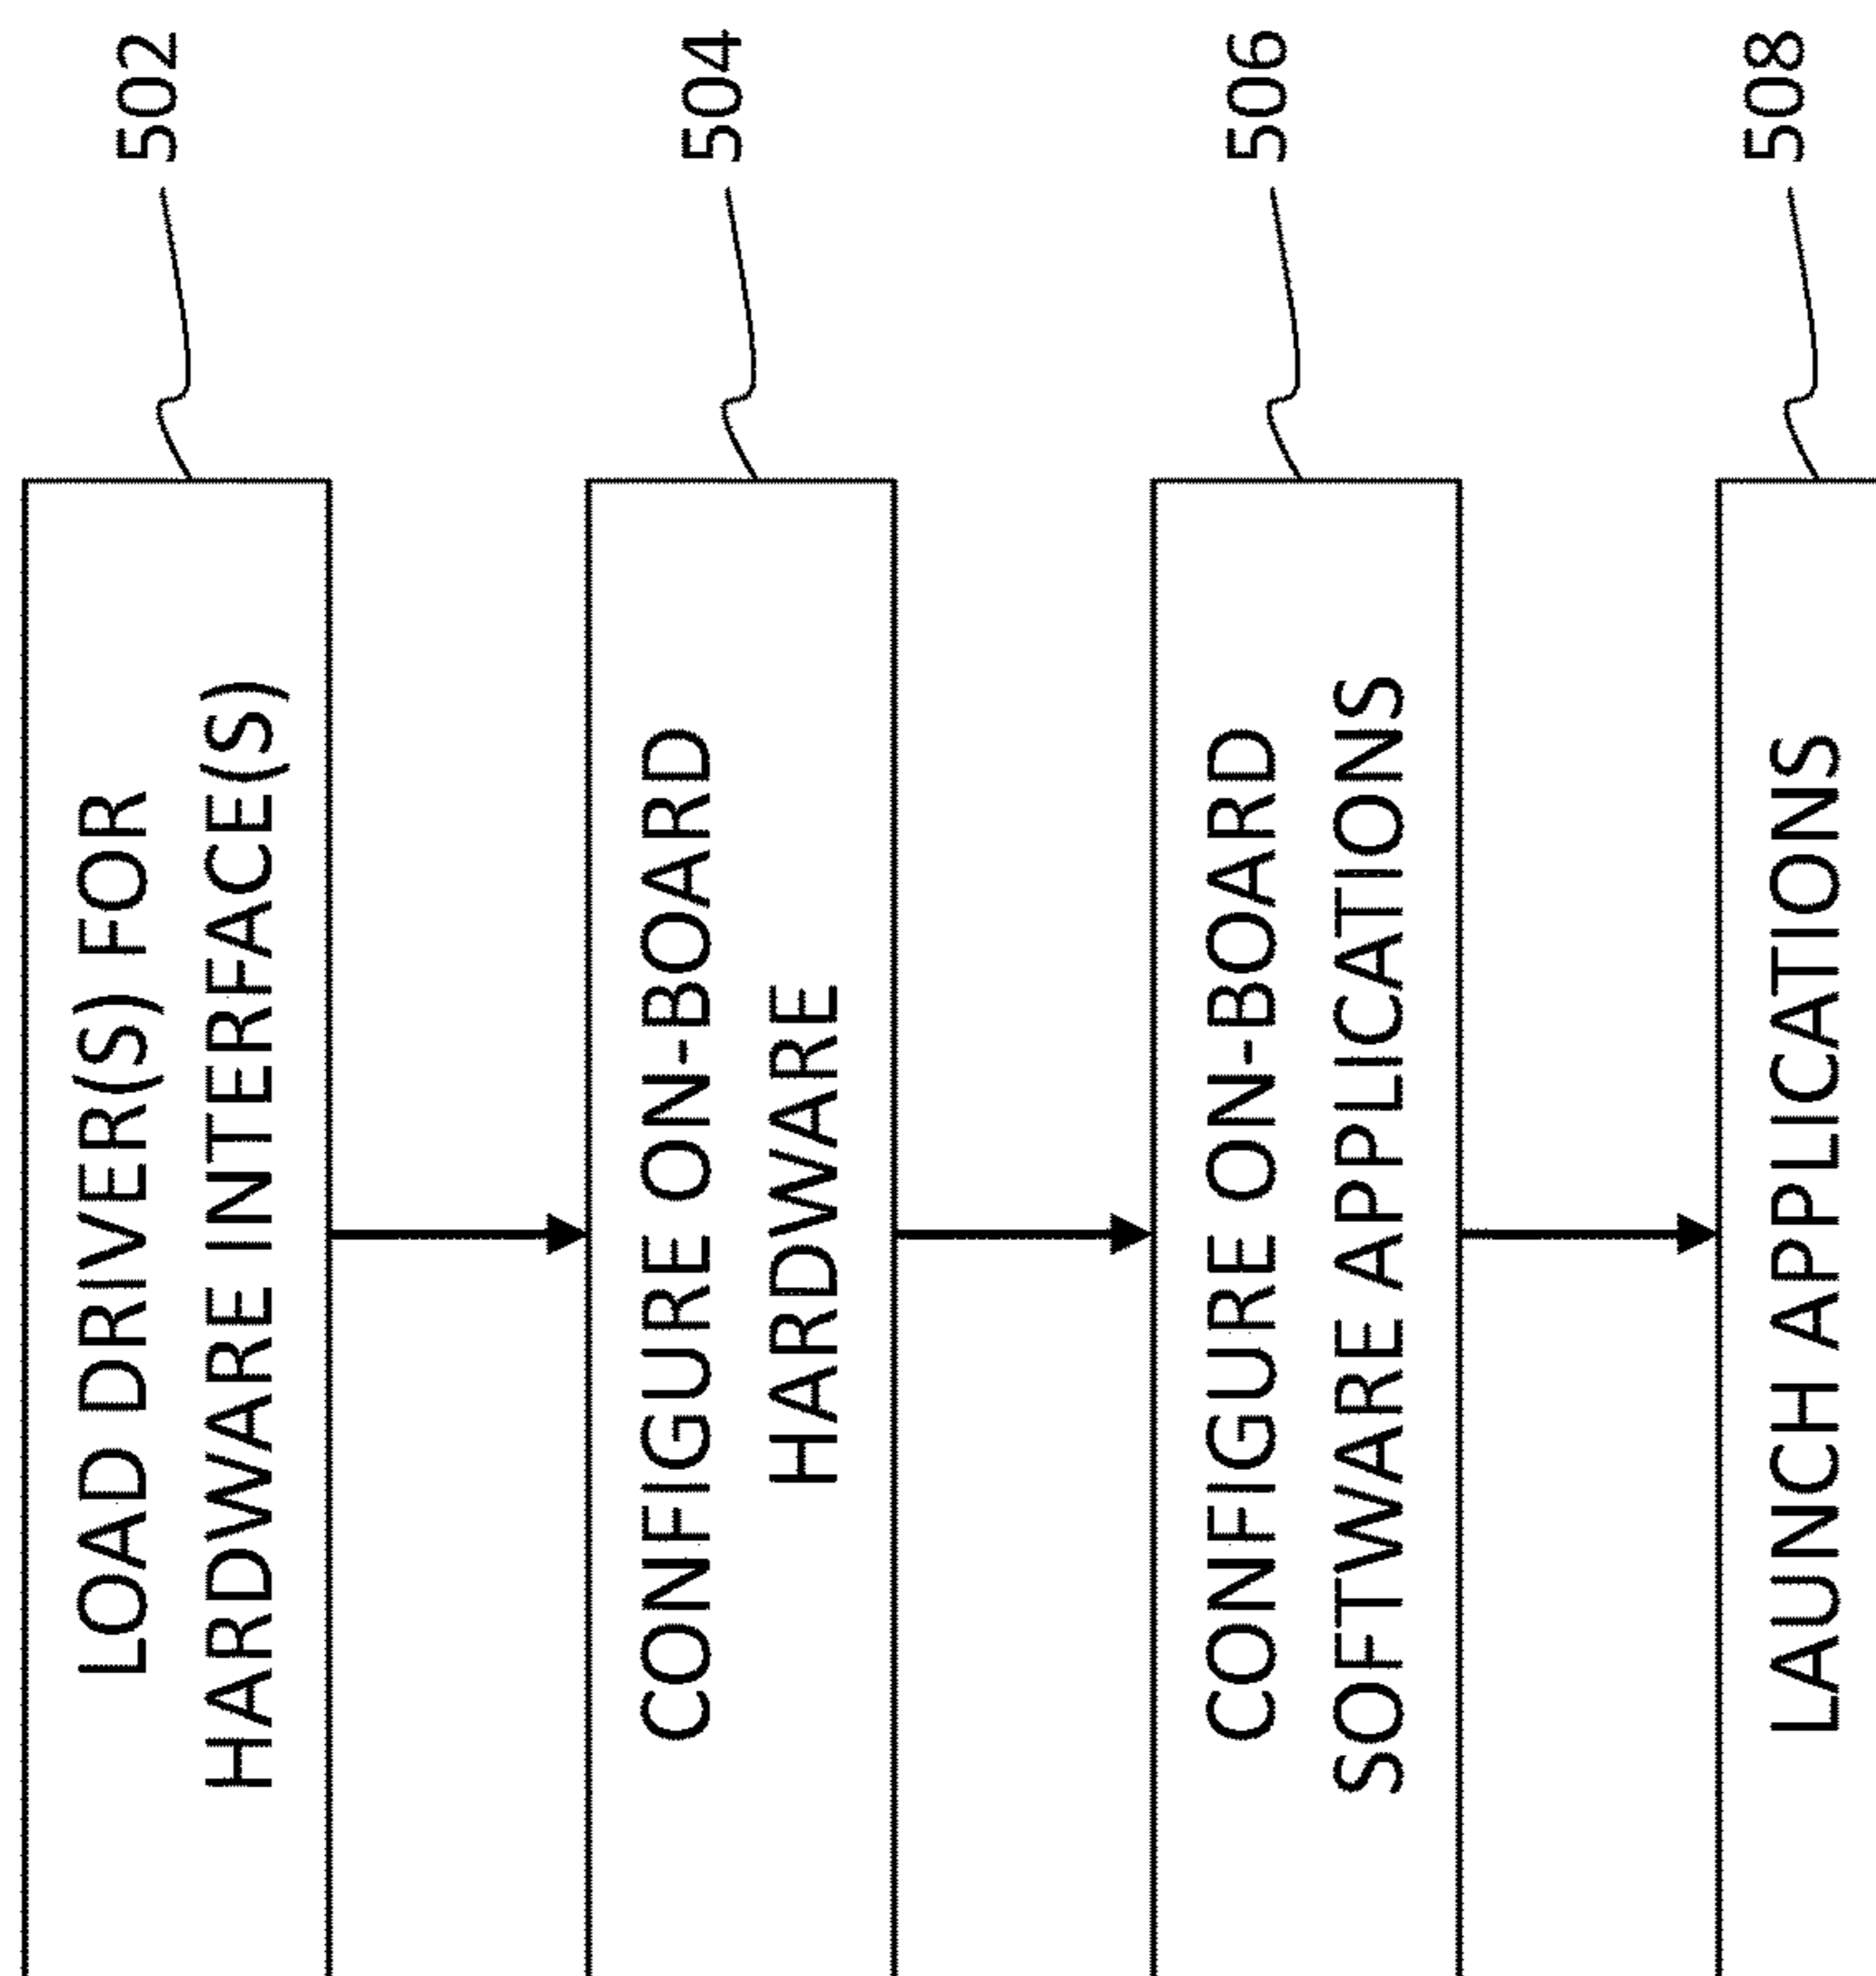 LOAD DRIVER(S) FOR
HARDWARE INTERFACE(S)
502
CONFIGURE ON-BOARD
HARDWARE
504
CONFIGURE ON-BOARD
SOFTWARE APPLICATIONS
506
LAUNCH APPLICATIONS
508